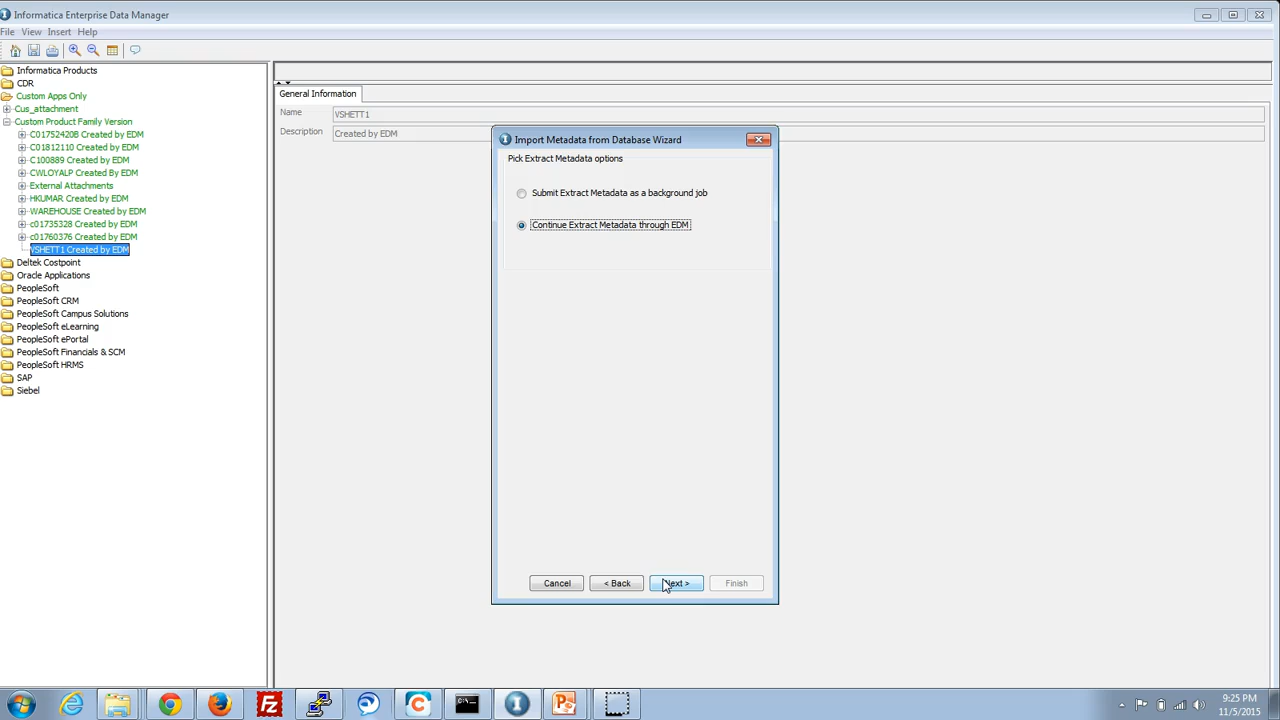 Informatica Enterprise Data Manager
File View Insert Help
Informatica Products
CDR
Custom Apps Only
Cus_attachment
Custom Product Family Version
C01752420B Created by EDM
C01812110 Created by EDM
C100889 Created by EDM
CWLOYALP Created by EDM
External Attachments
HKUMAR Created by EDM
WAREHOUSE Created by EDM
c01735328 Created by EDM
c01760376 Created by EDM
VSHETT1 Created by EDM
Deltek Costpoint
Oracle Applications
PeopleSoft
PeopleSoft CRM
PeopleSoft Campus Solutions
PeopleSoft eLearning
PeopleSoft ePortal
PeopleSoft Financials & SCM
PeopleSoft HRMS
SAP
Siebel
General Information
Name VSHETT1
Description Created by EDM
Import Metadata from Database Wizard
Pick Extract Metadata options
Submit Extract Metadata as a background job
Continue Extract Metadata through EDM
Cancel < Back Next > Finish
9:25 PM
11/5/2015